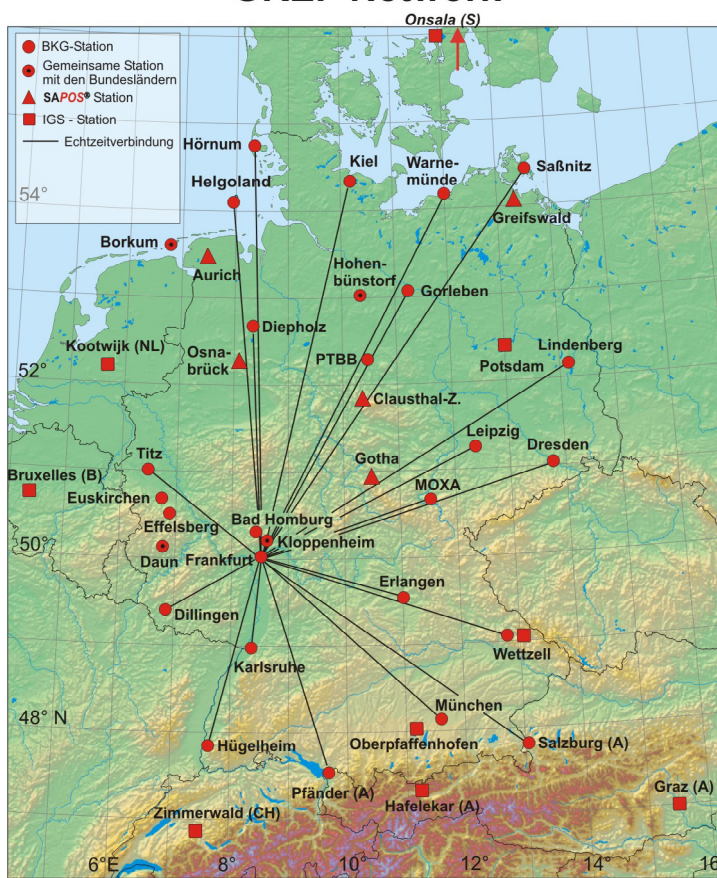 Onsala (S)
BKG-Station
Gemeinsame Station
mit den Bundesländern
SAPOS® Station
IGS - Station
Echtzeitverbindung
Hörnum
Helgoland
Kiel
Warne-
münde
Saßnitz
54°
Greifswald
Borkum
Aurich
Hohen-
bünstorf
Gorleben
Diepholz
Kootwijk (NL)
Osna-
brück
PTBB
Potsdam
Lindenberg
52°
Clausthal-Z.
Leipzig
Dresden
Titz
Gotha
Bruxelles (B)
Euskirchen
MOXA
Effelsberg
Bad Homburg
Kloppenheim
50°
Daun
Frankfurt
Erlangen
Dillingen
Wettzell
Karlsruhe
48° N
München
Hügelheim
Oberpfaffenhofen
Salzburg (A)
Pfänder (A)
Hafelekar (A)
Graz (A)
Zimmerwald (CH)
6°E
8°
10°
12°
14°
16